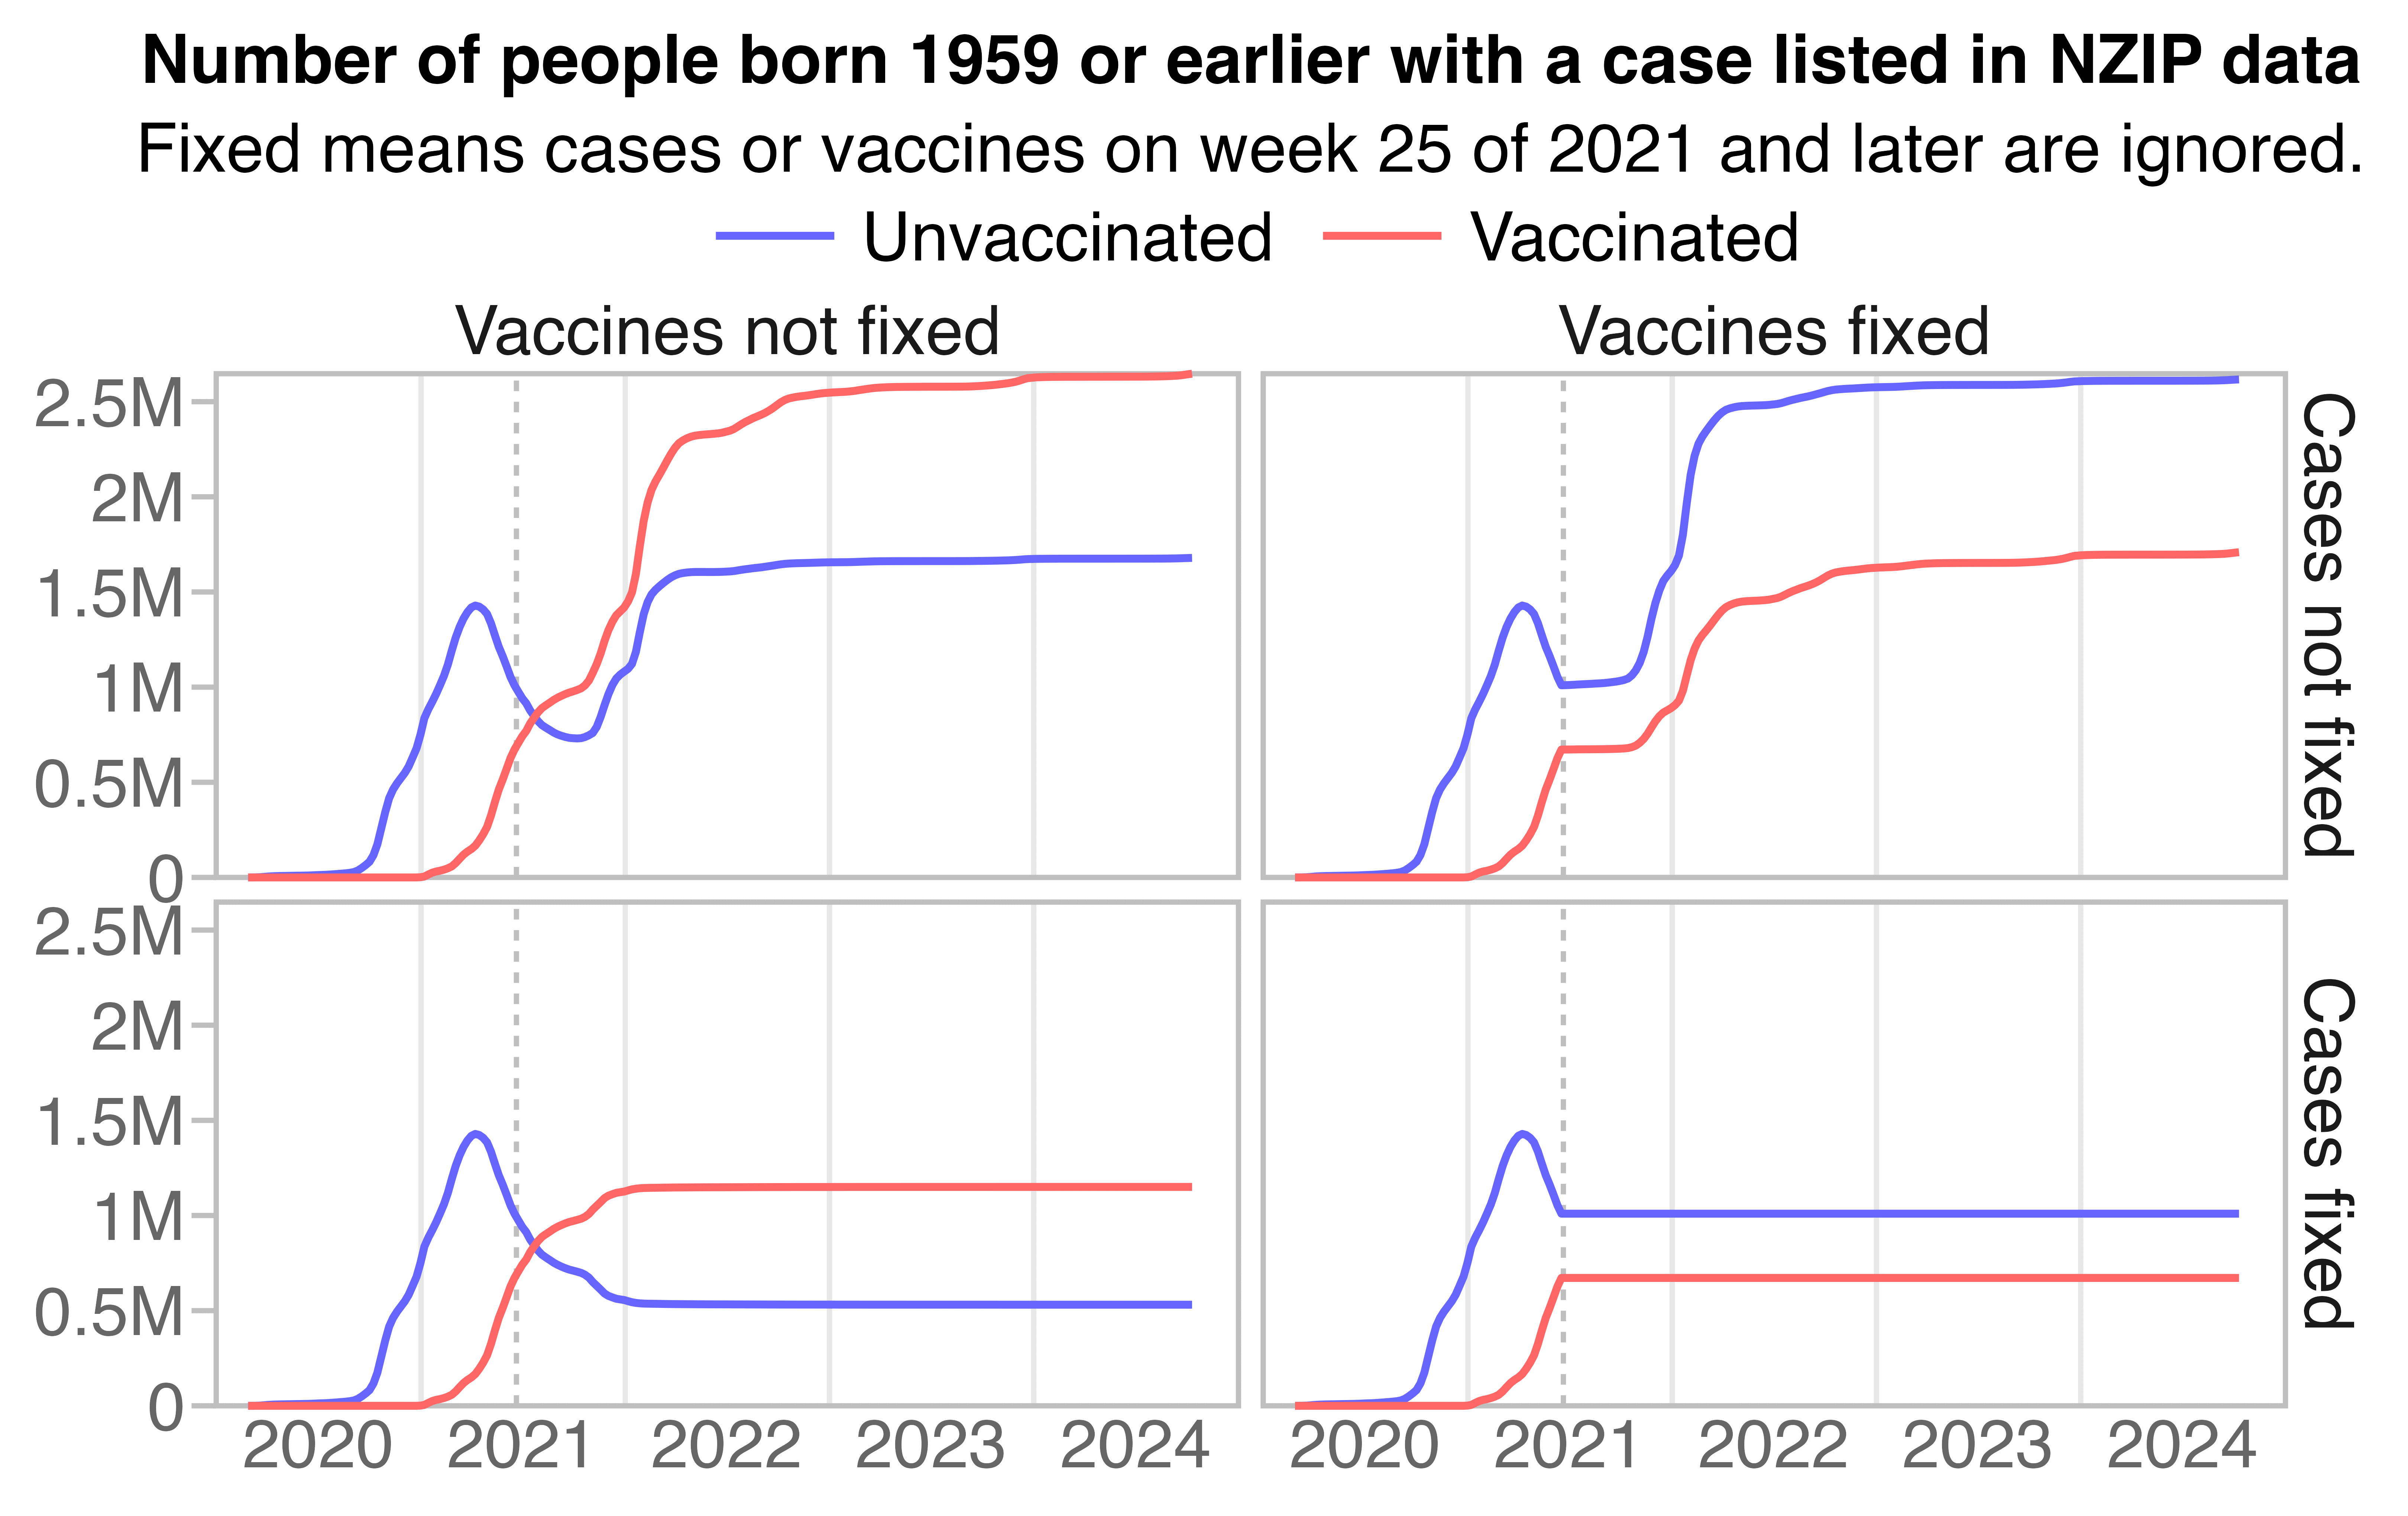 Number of people born 1959 or earlier with a case listed in NZIP data
Fixed means cases or vaccines on week 25 of 2021 and later are ignored.
Unvaccinated Vaccinated
Vaccines not fixed Vaccines fixed
2.5M
2M
1.5M
1M
0.5M
0
Cases not fixed
2.5M
2M
1.5M
1M
0.5M
0
Cases fixed
2020 2021 2022 2023 2024 2020 2021 2022 2023 2024